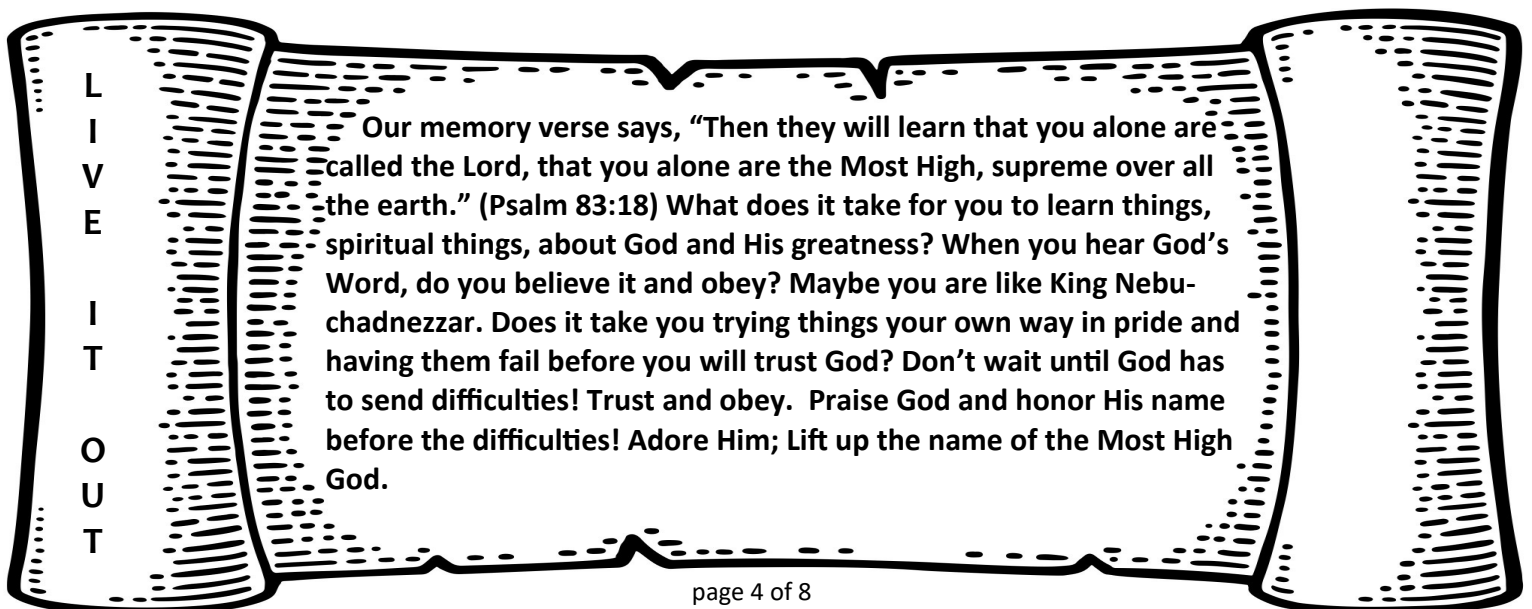 LIVE IT OUT
Our memory verse says, “Then they will learn that you alone are
called the Lord, that you alone are the Most High, supreme over all
the earth.” (Psalm 83:18) What does it take for you to learn things,
spiritual things, about God and His greatness? When you hear God’s
Word, do you believe it and obey? Maybe you are like King Nebu-
chadnezzar. Does it take you trying things your own way in pride and
having them fail before you will trust God? Don’t wait until God has
to send difficulties! Trust and obey.  Praise God and honor His name
before the difficulties! Adore Him; Lift up the name of the Most High
God.
page 4 of 8